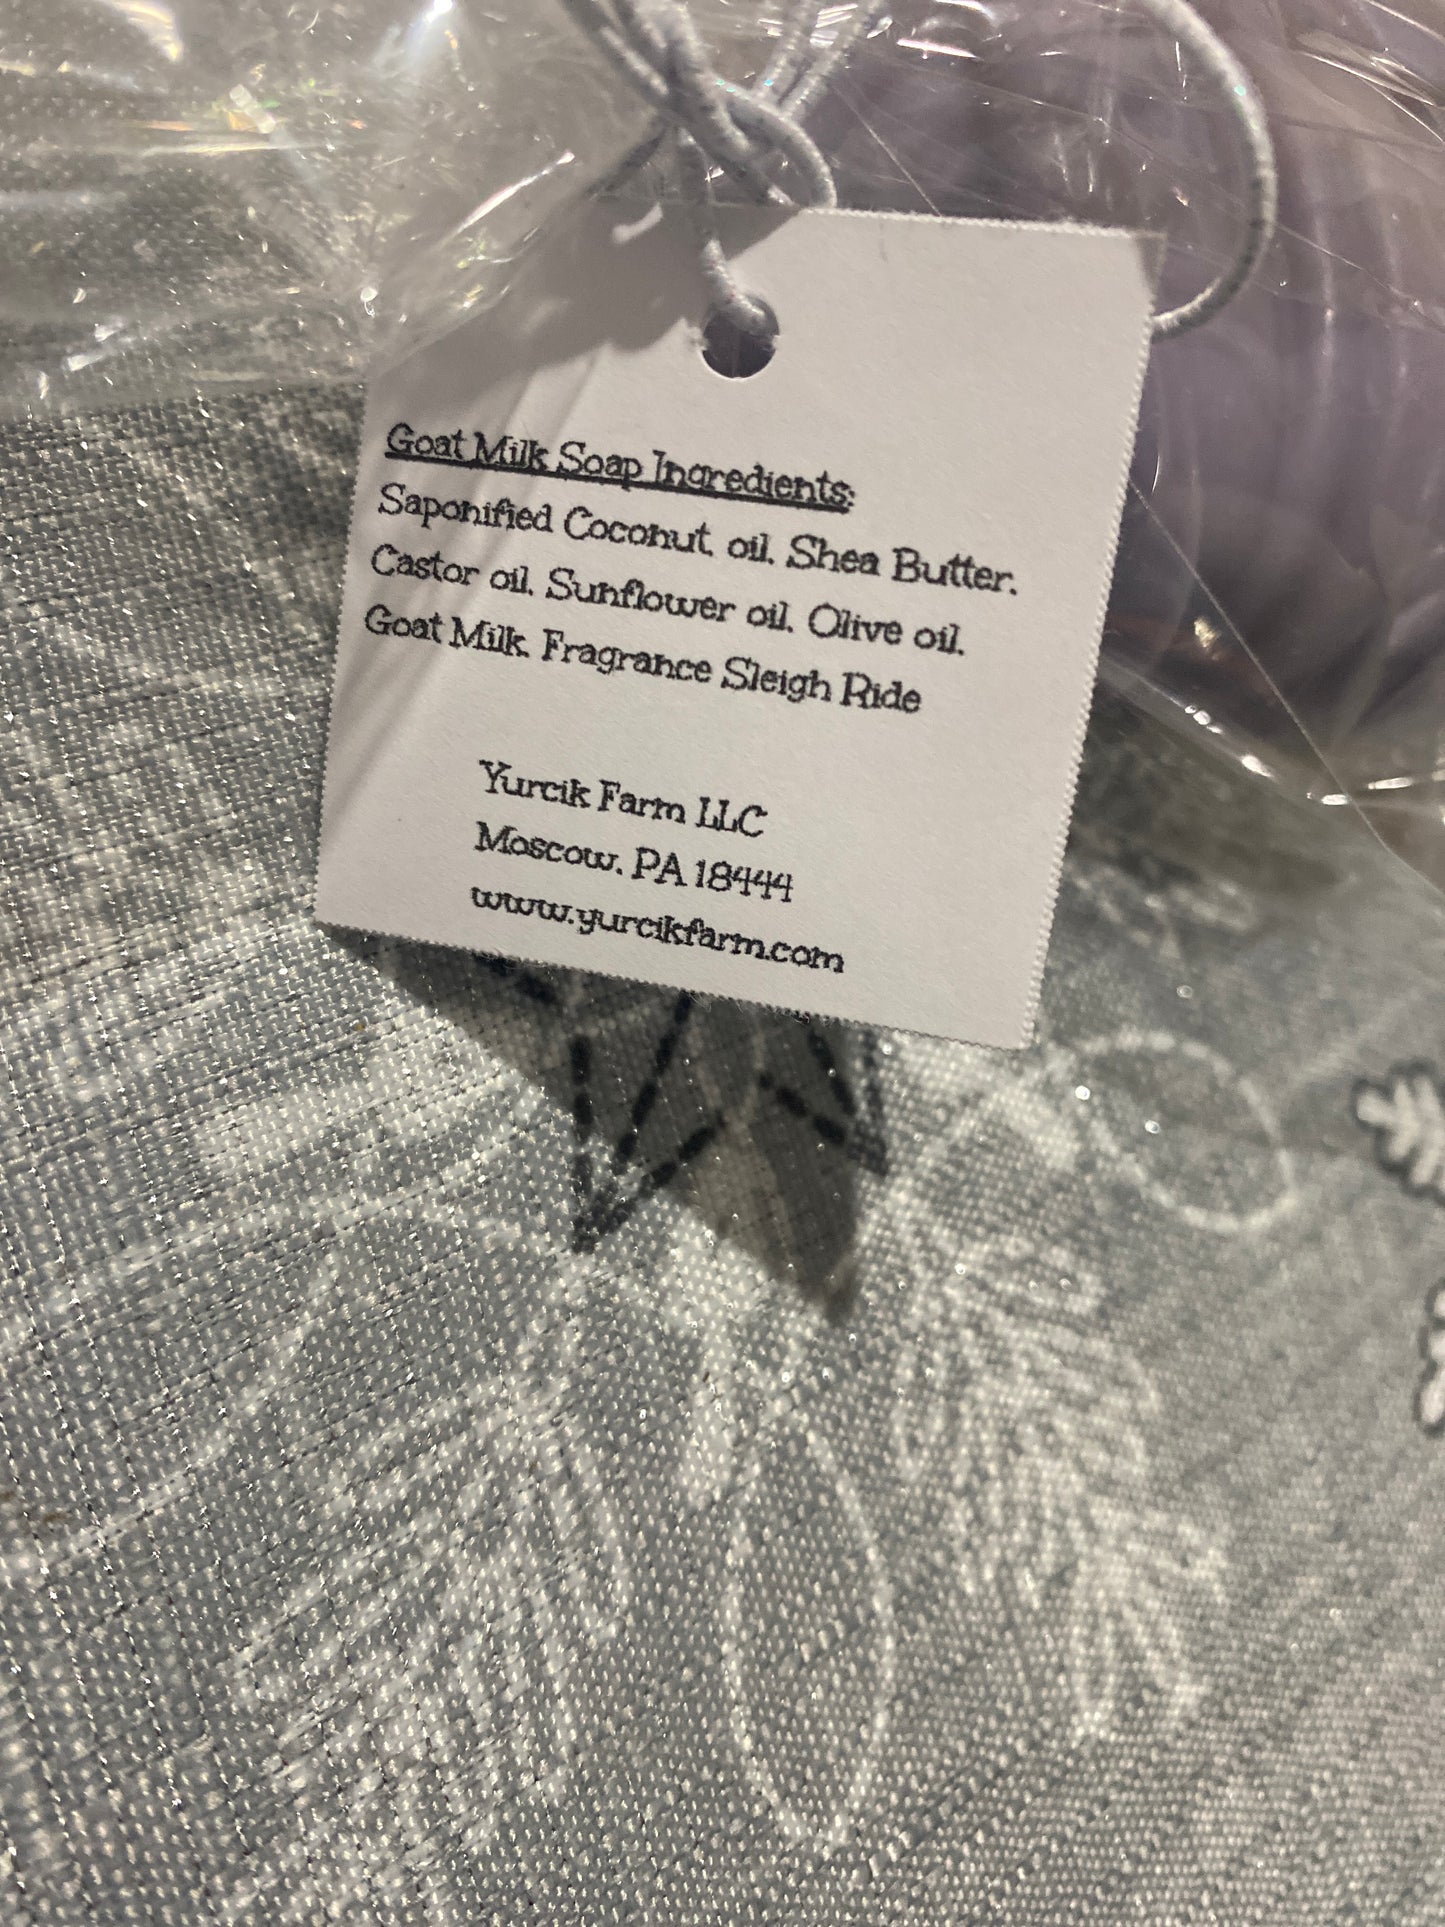 Goat Milk Soap Ingredients:
Saponified Coconut oil, Shea Butter,
Castor oil, Sunflower oil, Olive oil,
Goat Milk, Fragrance Sleigh Ride
Yurcik Farm LLC
Moscow, PA 18444
www.yurcikfarm.com